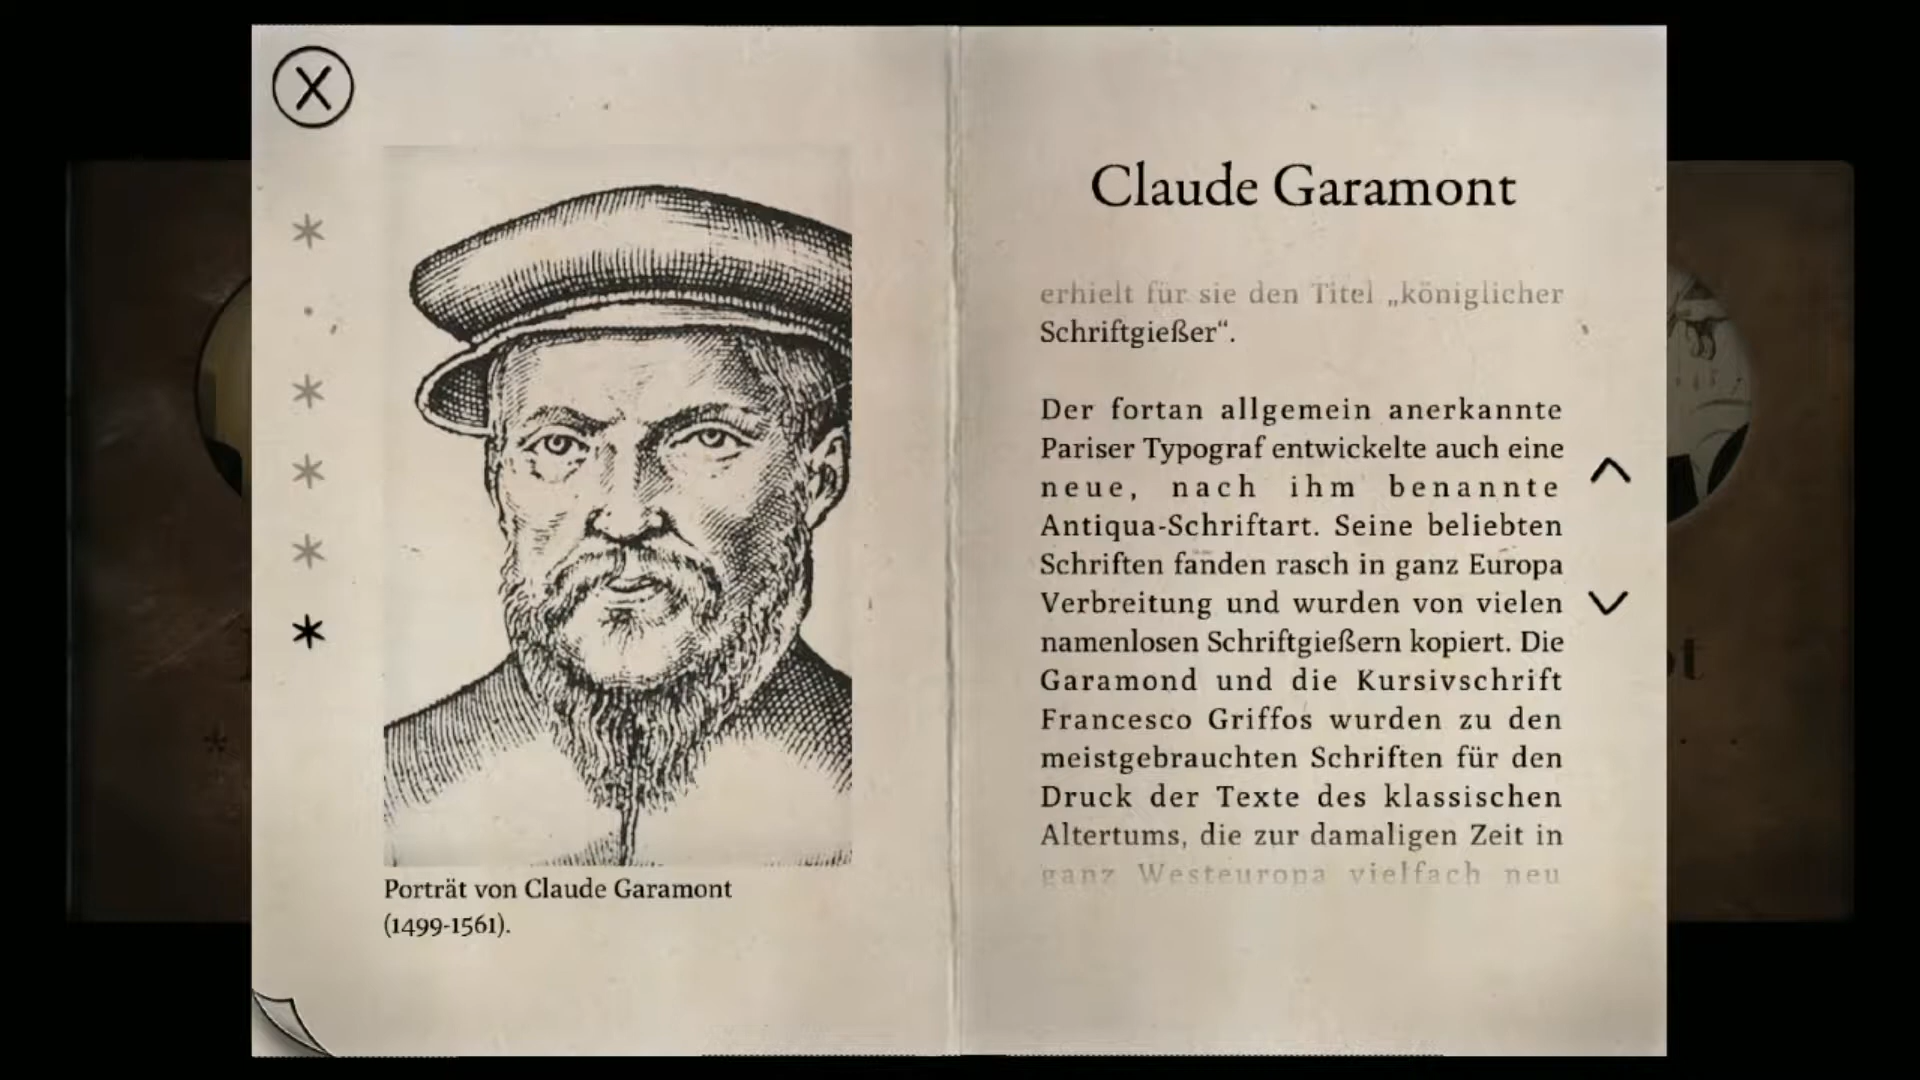 X
Claude Garamont
erhielt für sie den Titel „königlicher
Schriftgießer“.
Der fortan allgemein anerkannte
Pariser Typograf entwickelte auch eine
neue, nach ihm benannte
Antiqua-Schriftart. Seine beliebten
Schriften fanden rasch in ganz Europa
Verbreitung und wurden von vielen
namenlosen Schriftgießern kopiert. Die
Garamond und die Kursivschrift
Francesco Griffos wurden zu den
meistgebrauchten Schriften für den
Druck der Texte des klassischen
Altertums, die zur damaligen Zeit in
ganz Westeuropa vielfach neu
Porträt von Claude Garamont
(1499-1561).